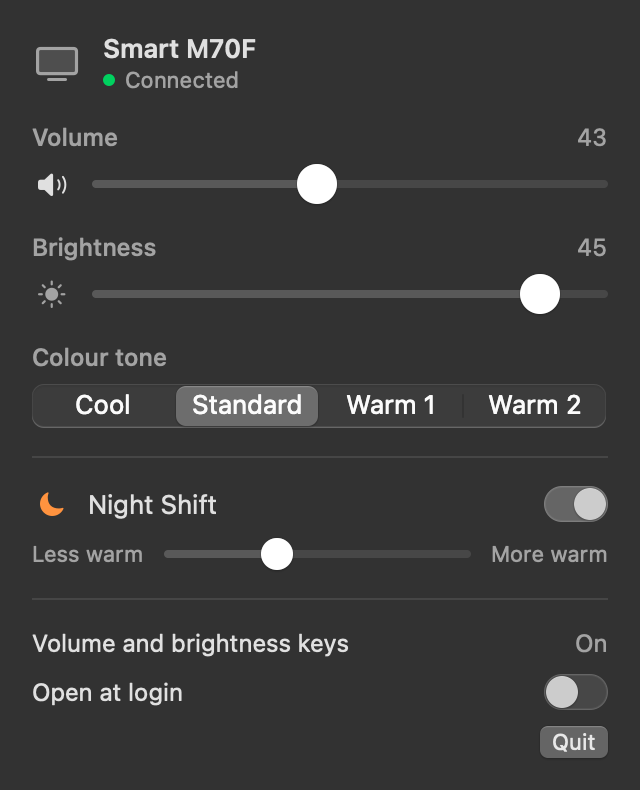 Smart M70F
Connected
Volume 43
Brightness 45
Colour tone
Cool Standard Warm 1 Warm 2
Night Shift
Less warm More warm
Volume and brightness keys On
Open at login
Quit